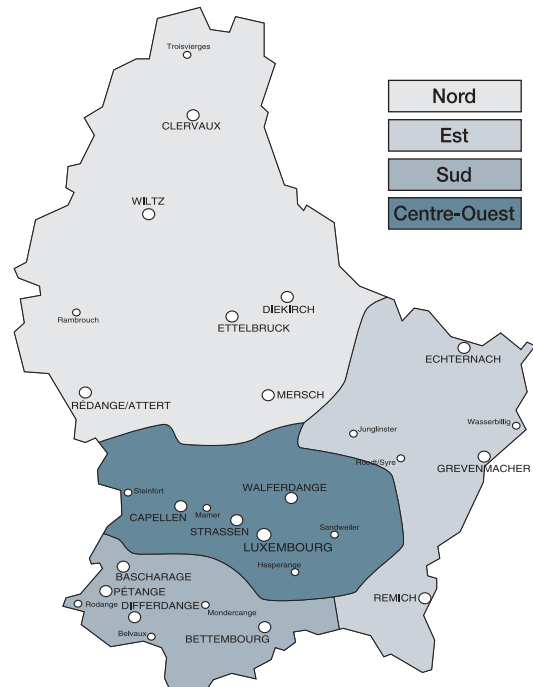 Troisvierges
CLERVAUX
WILTZ
DIEKIRCH
Rambrouch
ETTELBRUCK
RÉDANGE/ATTERT
MERSCH
Nord
Est
Sud
Centre-Ouest
ECHTERNACH
Junglinster
Wasserbillig
Roodt/Syre
GREVENMACHER
Steinfort
WALFERDANGE
CAPELLEN
Mamer
STRASSEN
Sandweiler
LUXEMBOURG
Hesperange
BASCHARAGE
PÉTANGE
Rodange
DIFFERDANGE
Mondercange
Belvaux
BETTEMBOURG
REMICH